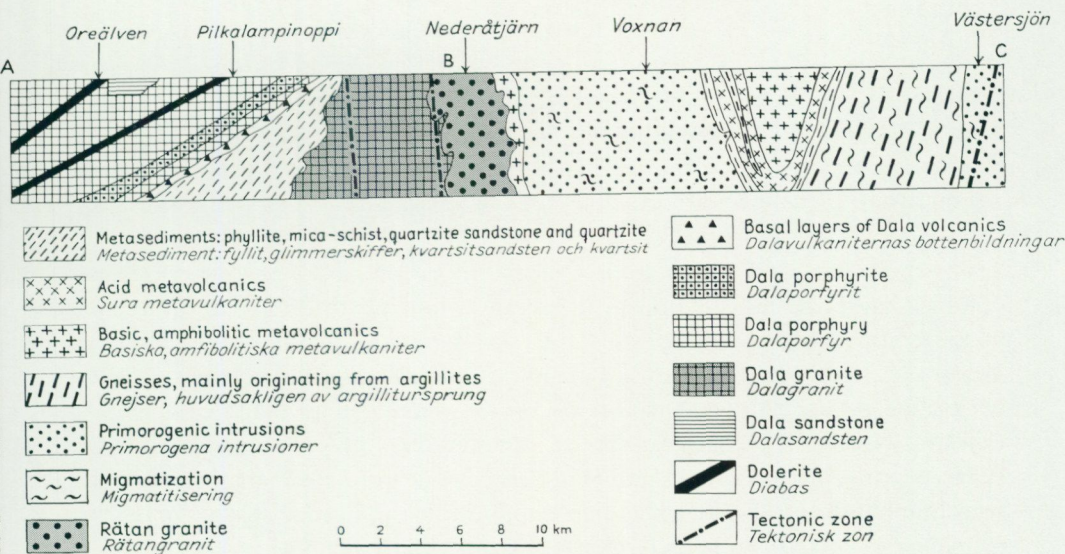 Oreälven
Pilkalampinoppi
Nederåtjärn
Voxnan
Västersjön
A
B
C
Metasediments: phyllite, mica-schist, quartzite sandstone and quartzite
Metasediment: fyllit, glimmerskiffer, kvartsitsandsten och kvartsit
Acid metavolcanics
Sura metavulkaniter
Basic, amphibolitic metavolcanics
Basiska, amfibolitiska metavulkaniter
Gneisses, mainly originating from argillites
Gnejser, huvudsakligen av argillitursprung
Primorogenic intrusions
Primorogena intrusioner
Migmatization
Migmatitisering
Rätan granite
Rätangranit
0 2 4 6 8 10 km
Basal layers of Dala volcanics
Dalavulkaniternas bottenbildningar
Dala porphyrite
Dalaporfyrit
Dala porphyry
Dalaporfyr
Dala granite
Dalagranit
Dala sandstone
Dalasandsten
Dolerite
Diabas
Tectonic zone
Tektonisk zon